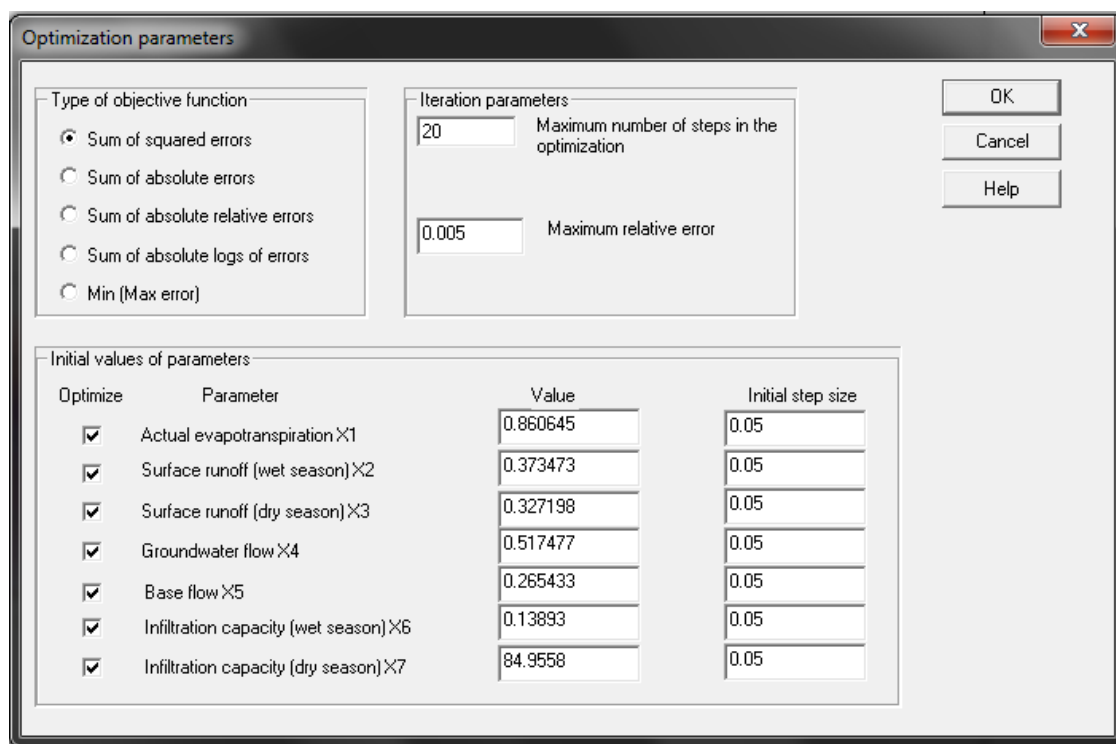 Optimization parameters
Type of objective function
Sum of squared errors
Sum of absolute errors
Sum of absolute relative errors
Sum of absolute logs of errors
Min (Max error)
Iteration parameters
20
Maximum number of steps in the
optimization
0.005
Maximum relative error
OK
Cancel
Help
Initial values of parameters
Optimize Parameter Value Initial step size
Actual evapotranspiration X1 0.860645 0.05
Surface runoff (wet season) X2 0.373473 0.05
Surface runoff (dry season) X3 0.327198 0.05
Groundwater flow X4 0.517477 0.05
Base flow X5 0.265433 0.05
Infiltration capacity (wet season) X6 0.13893 0.05
Infiltration capacity (dry season) X7 84.9558 0.05